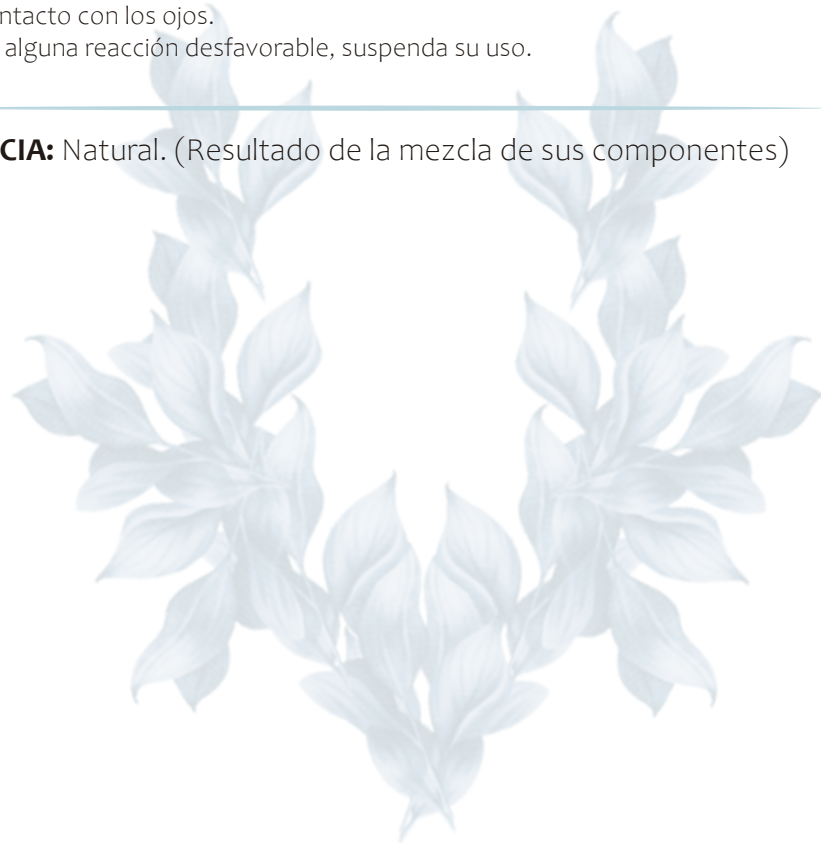 ntacto con los ojos.
alguna reacción desfavorable, suspenda su uso.
CIA: Natural. (Resultado de la mezcla de sus componentes)